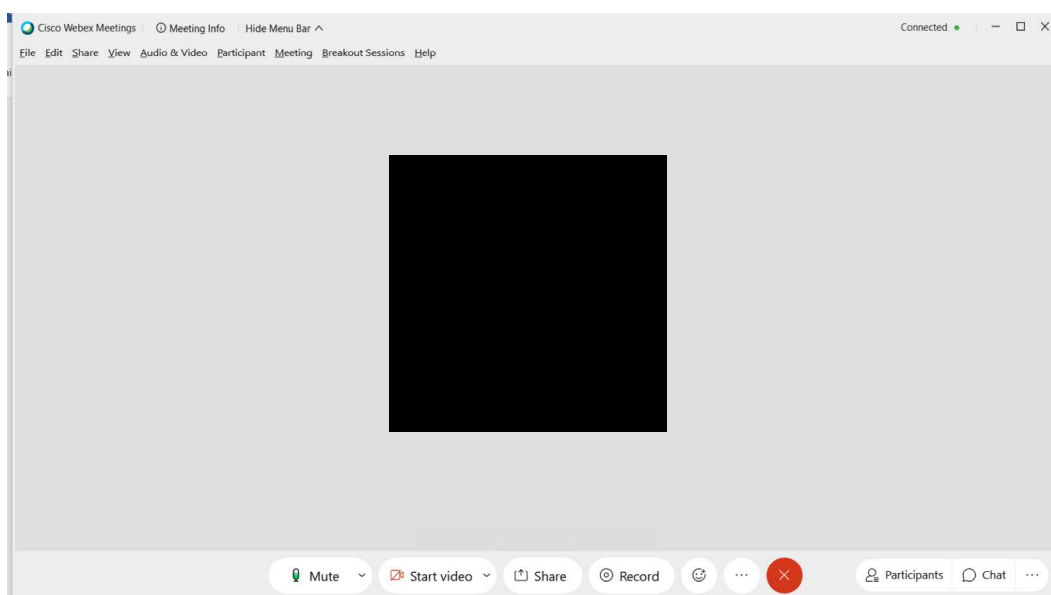 Cisco Webex Meetings Meeting Info Hide Menu Bar Connected
File Edit Share View Audio & Video Participant Meeting Breakout Sessions Help
Mute Start video Share Record Participants Chat